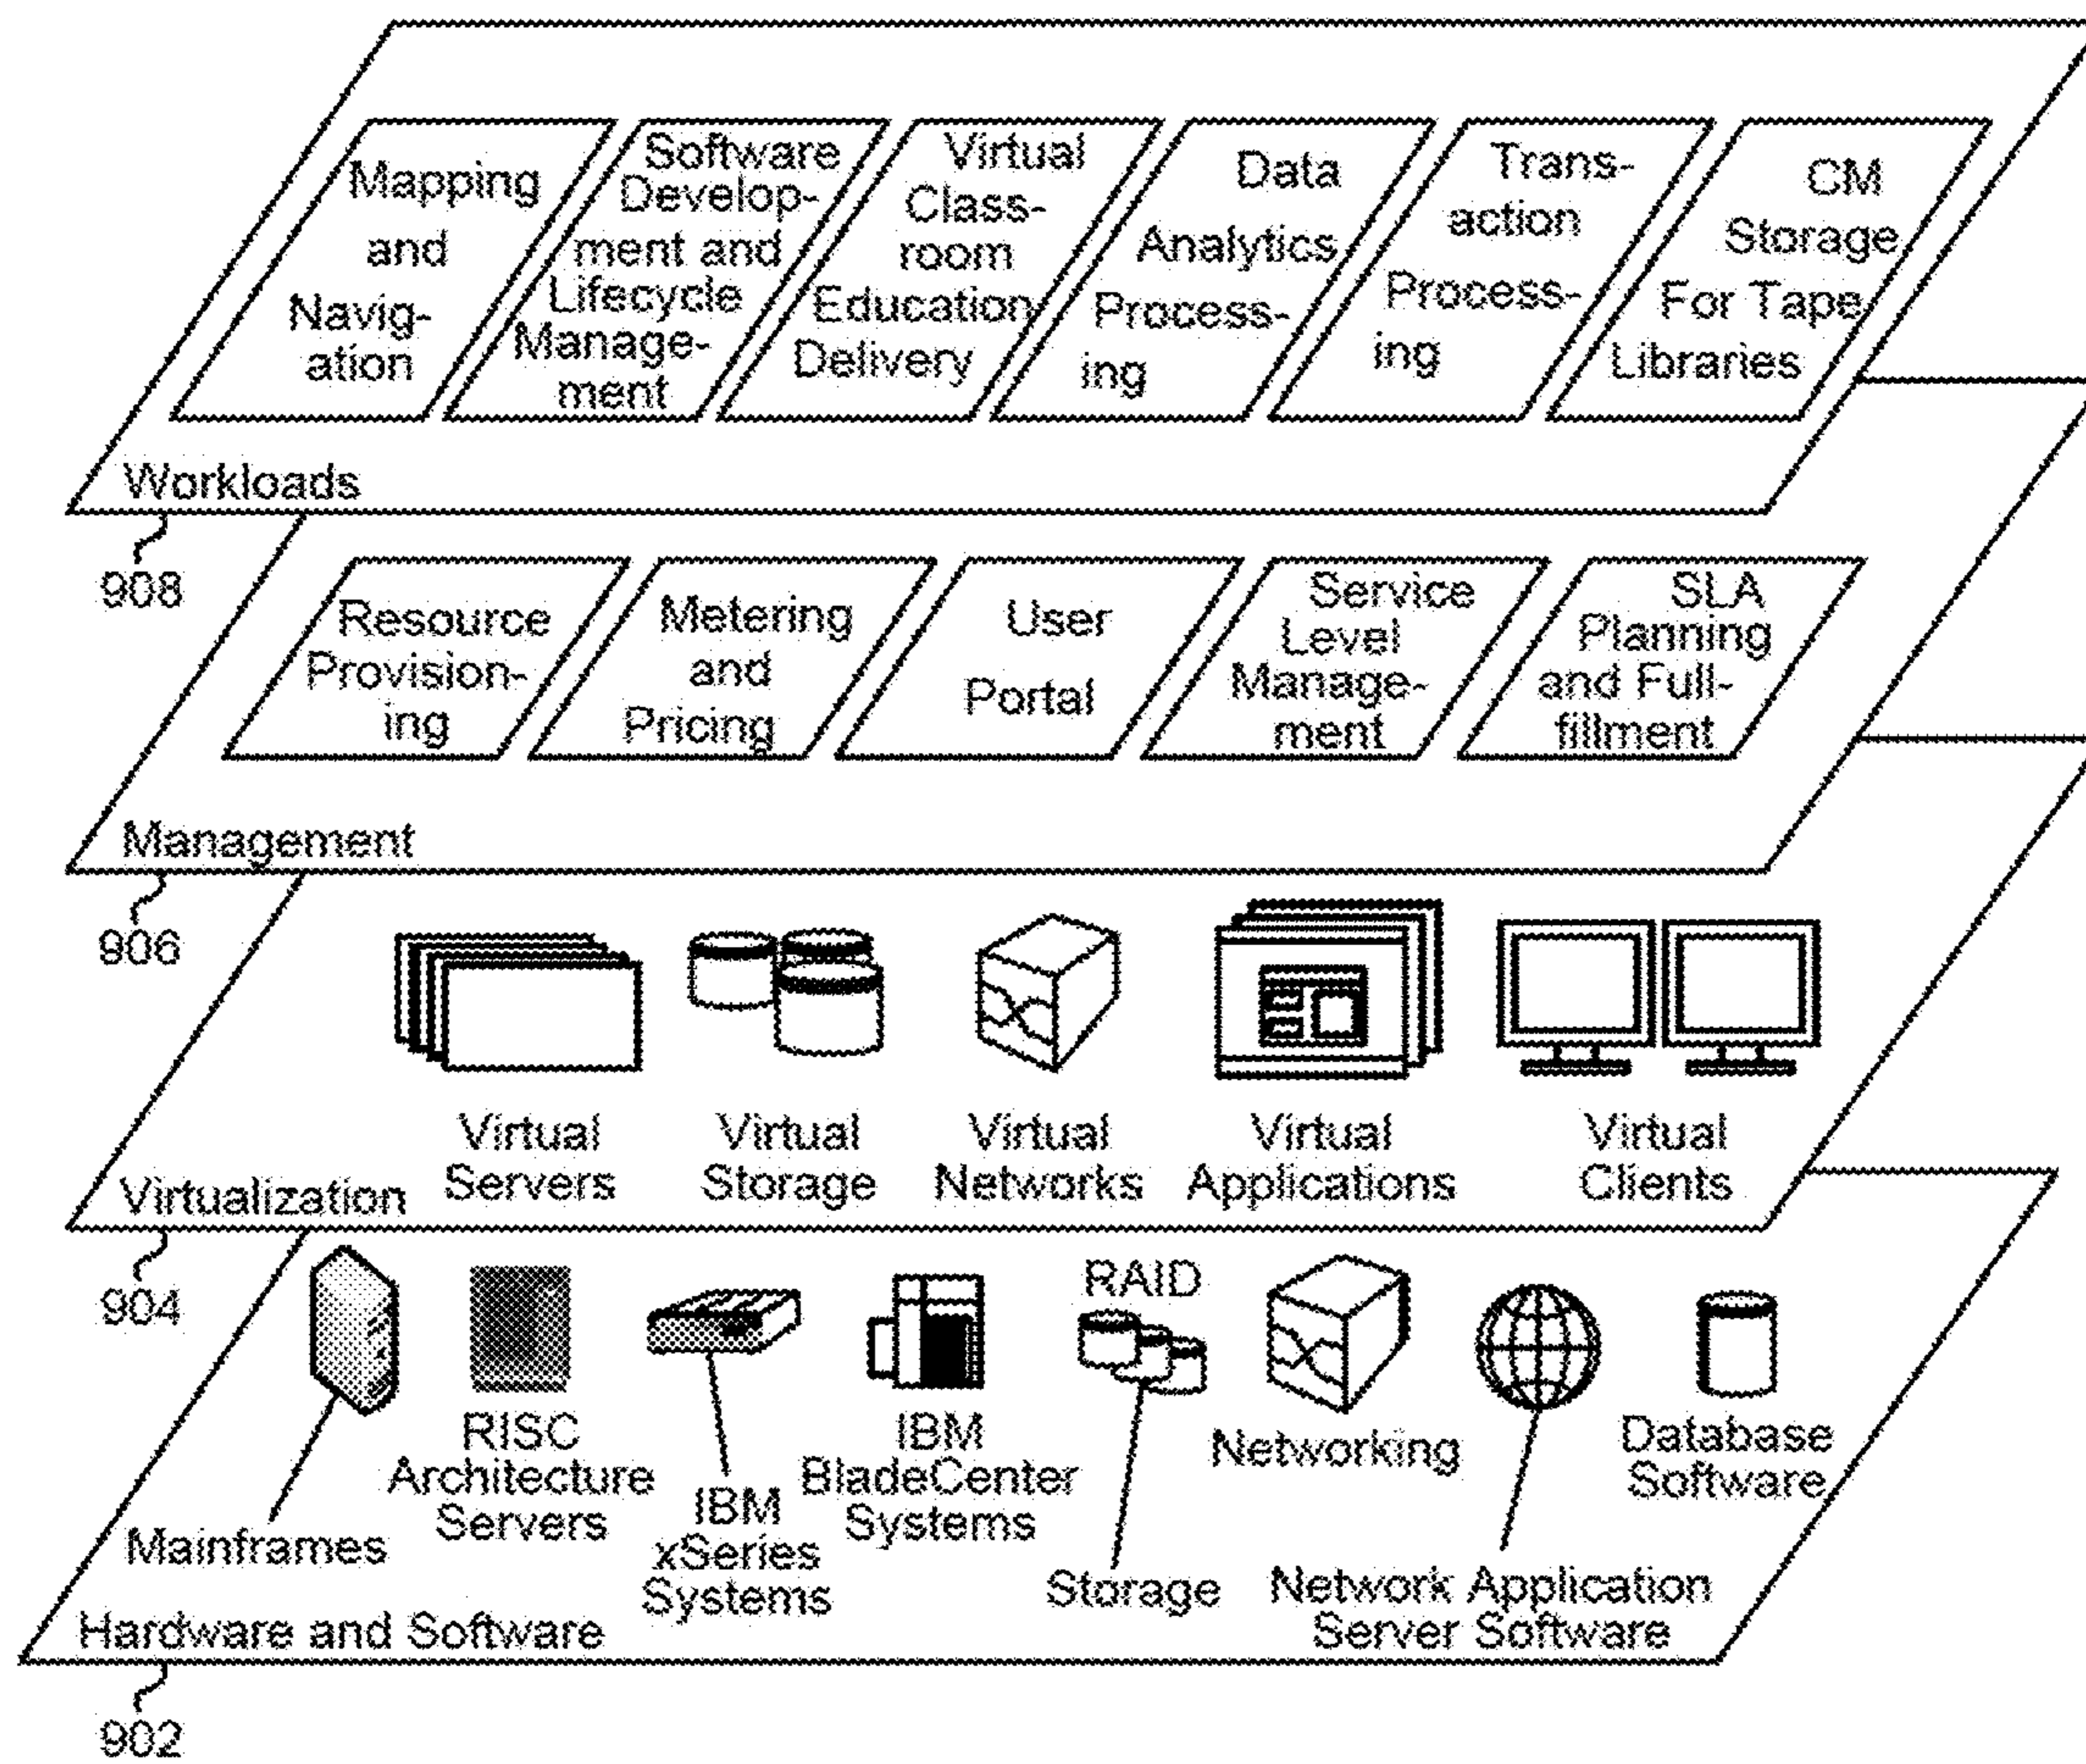 Mapping
and
Navig-
ation
Software
Develop-
ment and
Lifecycle
Manage-
ment
Virtual
Class-
room
Education
Delivery
Data
Analytics
Process-
ing
Trans-
action
Process-
ing
CM
Storage
For Tape
Libraries
Workloads
908
Resource
Provision-
ing
Metering
and
Pricing
User
Portal
Service
Level
Manage-
ment
SLA
Planning
and Full-
fillment
Management
906
Virtual
Servers
Virtual
Storage
Virtual
Networks
Virtual
Applications
Virtual
Clients
Virtualization
904
Mainframes
RISC
Architecture
Servers
IBM
xSeries
Systems
IBM
BladeCenter
Systems
RAID
Storage
Networking
Network Application
Server Software
Database
Software
Hardware and Software
902